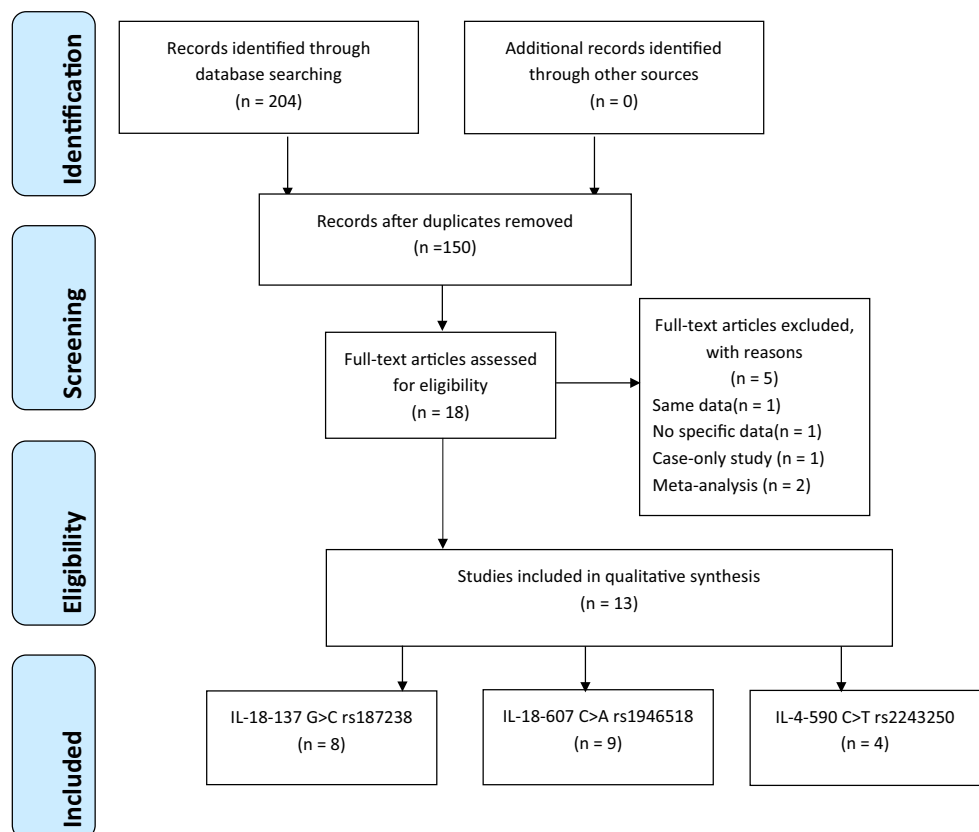 Identification
Records identified through
database searching
(n = 204)
Additional records identified
through other sources
(n = 0)
Records after duplicates removed
(n =150)
Screening
Full-text articles assessed
for eligibility
(n = 18)
Full-text articles excluded,
with reasons
(n = 5)
Same data(n = 1)
No specific data(n = 1)
Case-only study (n = 1)
Meta-analysis (n = 2)
Eligibility
Studies included in qualitative synthesis
(n = 13)
Included
IL-18-137 G>C rs187238
(n = 8)
IL-18-607 C>A rs1946518
(n = 9)
IL-4-590 C>T rs2243250
(n = 4)